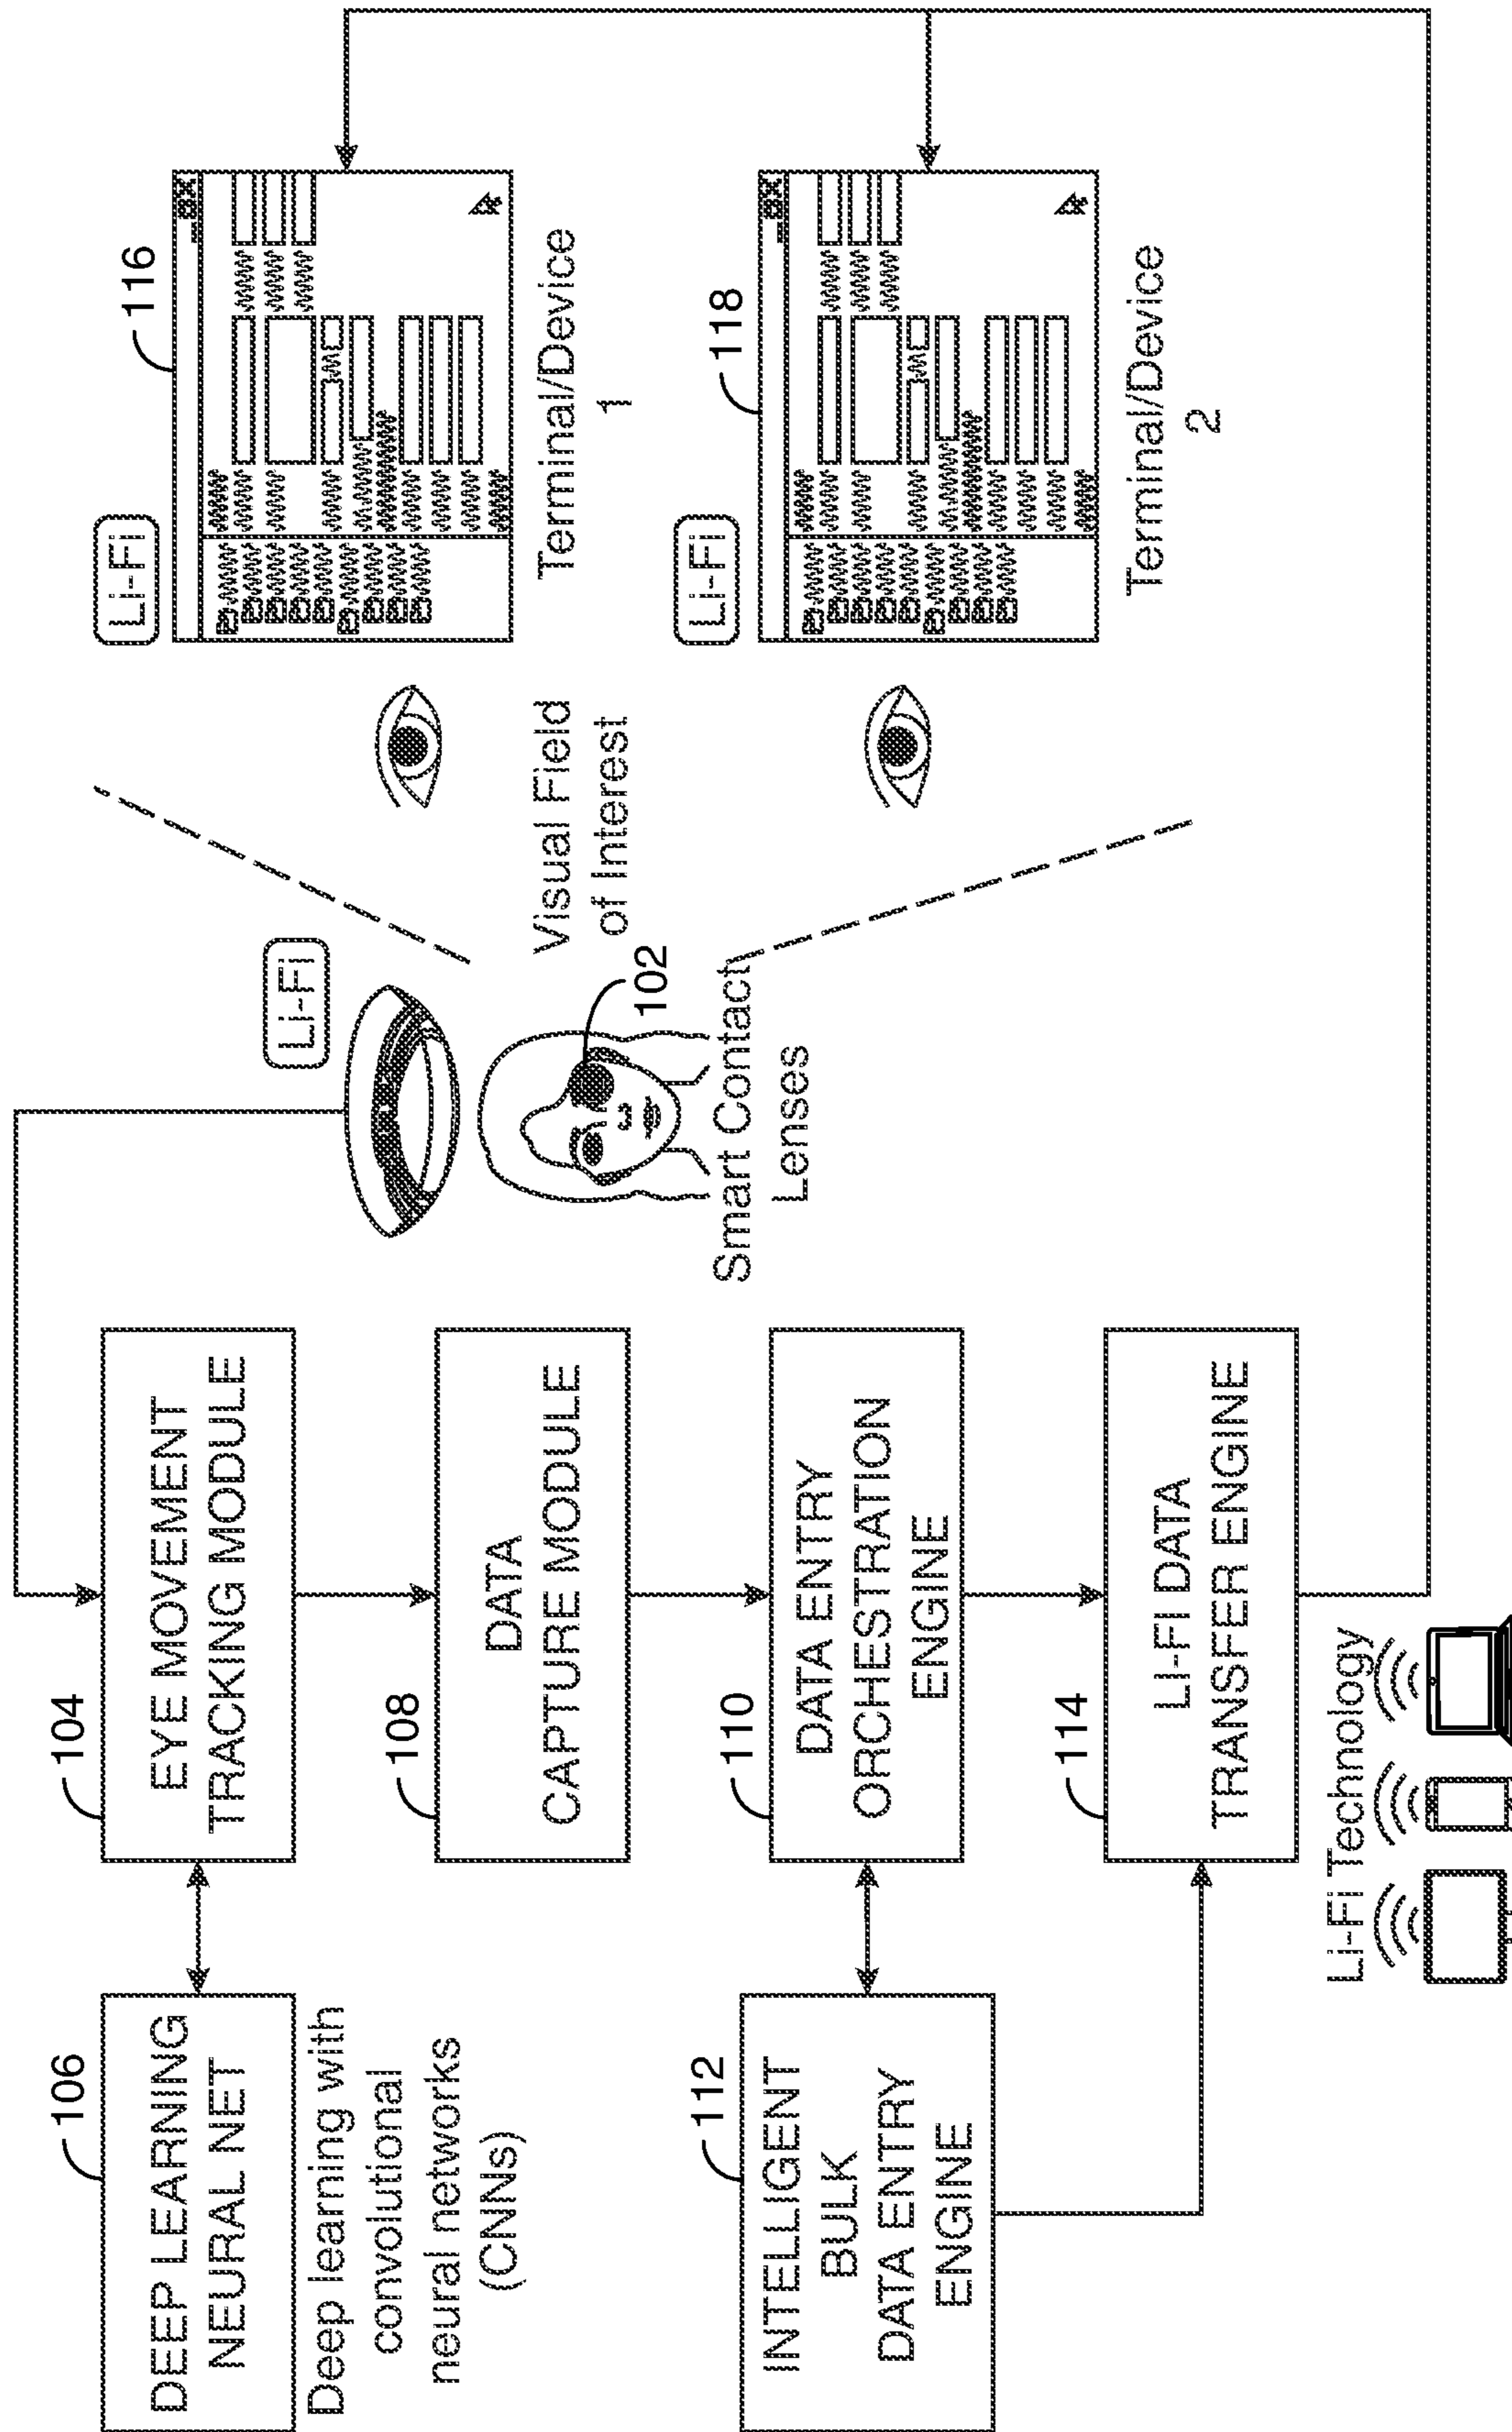 106
DEEP LEARNING
NEURAL NET
Deep learning with
convolutional
neural networks
(CNNs)
104
EYE MOVEMENT
TRACKING MODULE
108
DATA
CAPTURE MODULE
112
INTELLIGENT
BULK
DATA ENTRY
ENGINE
110
DATA ENTRY
ORCHESTRATION
ENGINE
114
LI-FI DATA
TRANSFER ENGINE
Li-Fi Technology
Li-Fi
102
Smart Contact
Lenses
Visual Field
of Interest
Li-Fi
116
Terminal/Device
1
Li-Fi
118
Terminal/Device
2